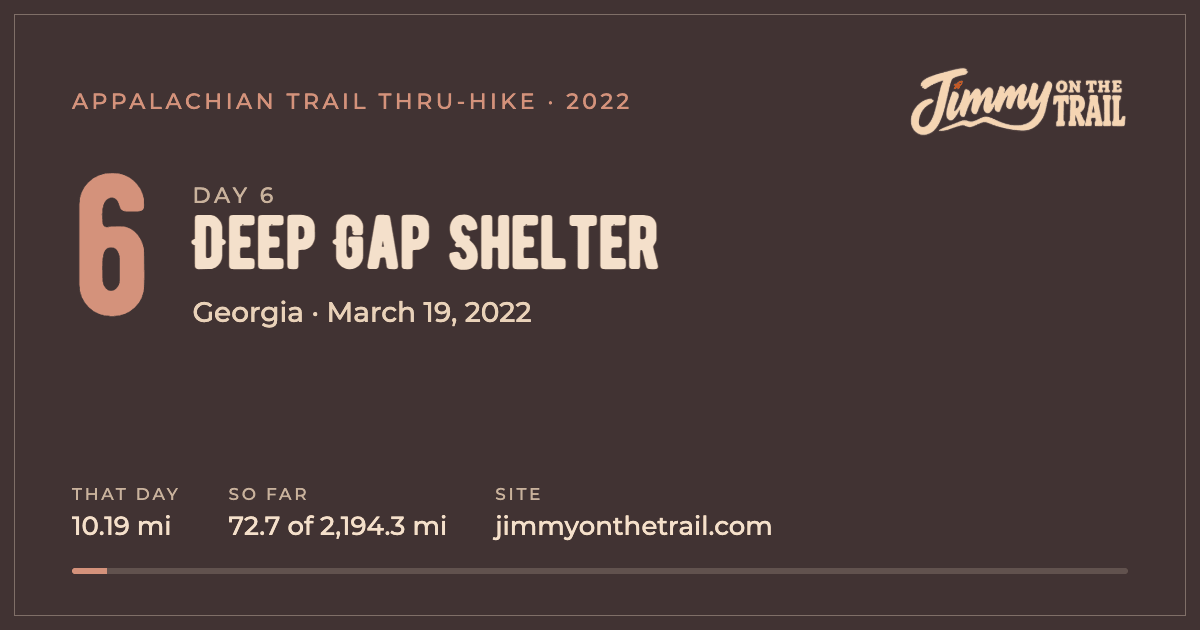 APPALACHIAN TRAIL THRU-HIKE · 2022
Jimmy ON THE TRAIL
6
DAY 6
DEEP GAP SHELTER
Georgia · March 19, 2022
THAT DAY
10.19 mi
SO FAR
72.7 of 2,194.3 mi
SITE
jimmyonthetrail.com